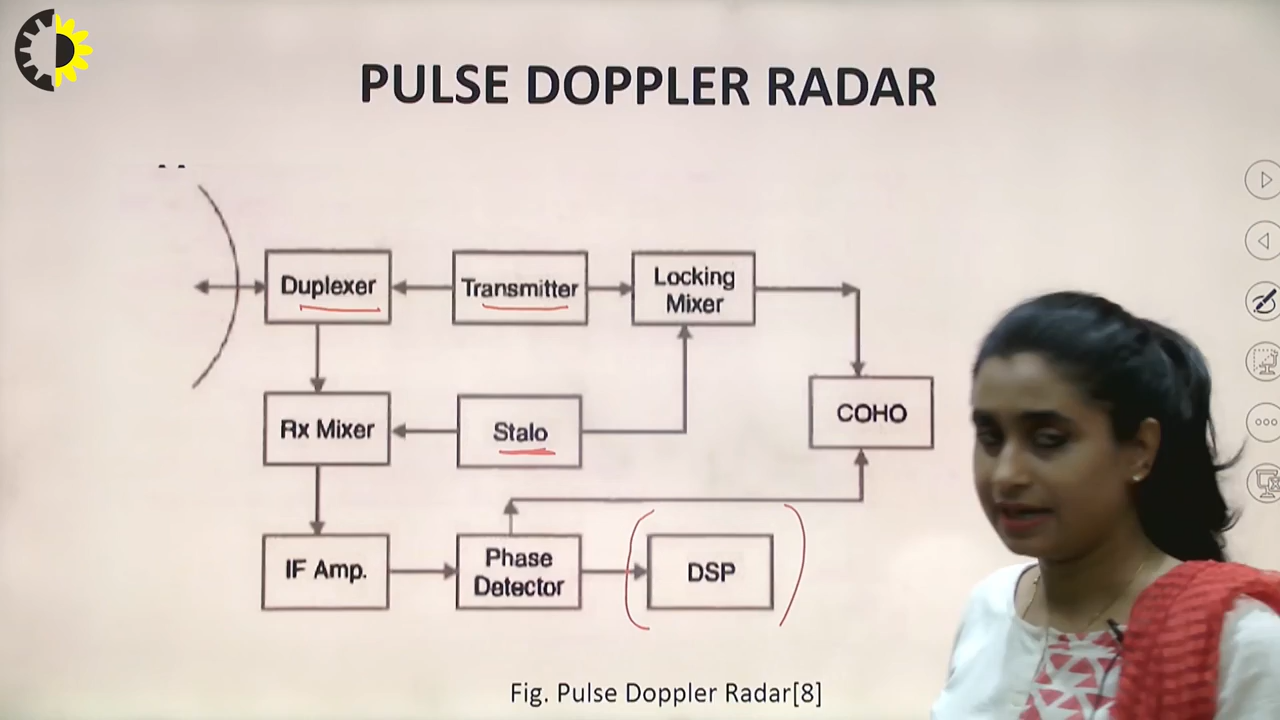 PULSE DOPPLER RADAR
Duplexer
Transmitter
Locking
Mixer
Rx Mixer
Stalo
COHO
IF Amp.
Phase
Detector
DSP
Fig. Pulse Doppler Radar[8]